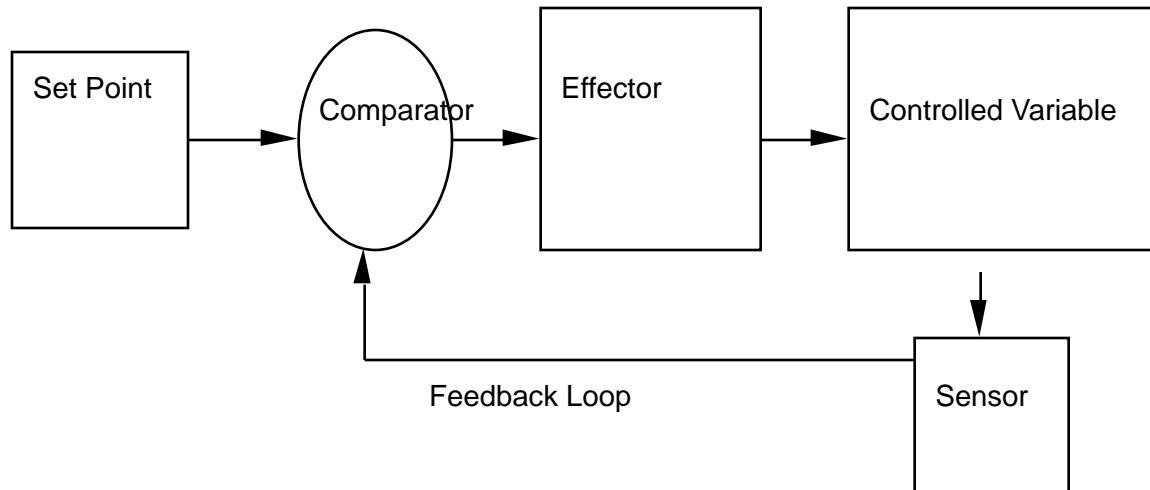 Set Point
Comparator
Effector
Controlled Variable
Feedback Loop
Sensor